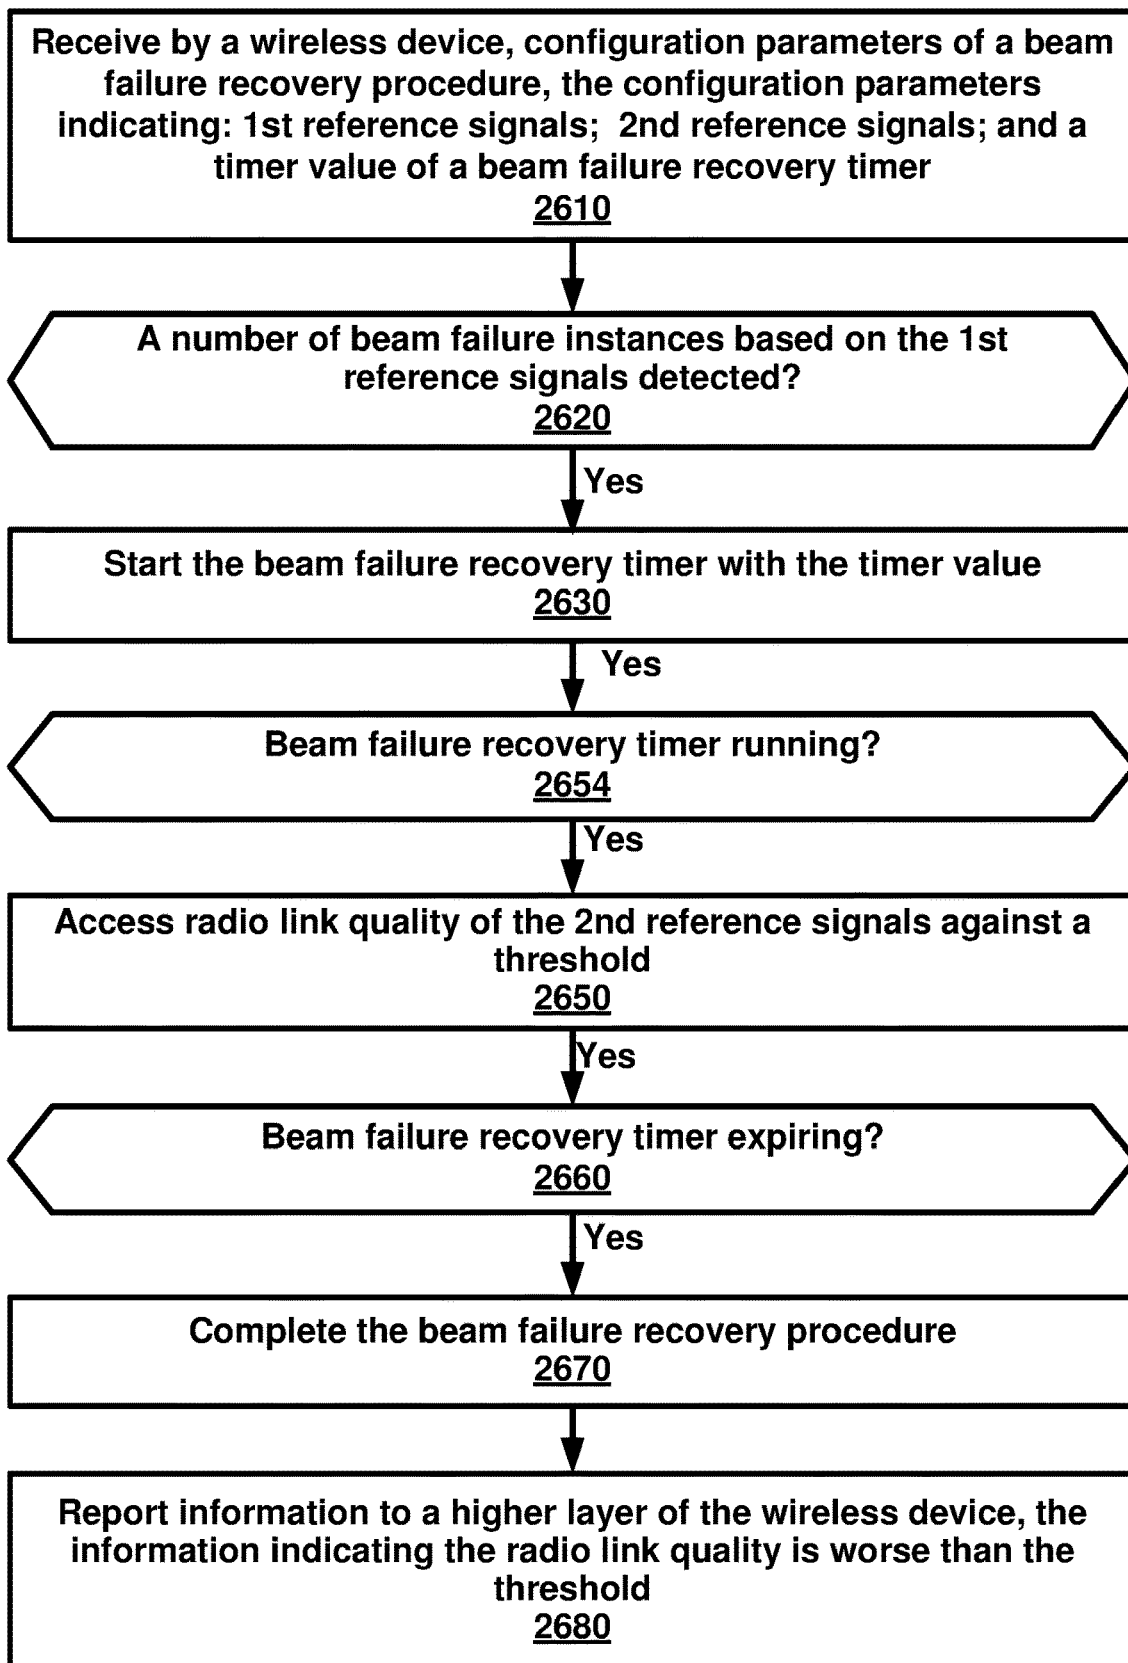 Receive by a wireless device, configuration parameters of a beam
failure recovery procedure, the configuration parameters
indicating: 1st reference signals; 2nd reference signals; and a
timer value of a beam failure recovery timer
2610
A number of beam failure instances based on the 1st
reference signals detected?
2620
Yes
Start the beam failure recovery timer with the timer value
2630
Yes
Beam failure recovery timer running?
2654
Yes
Access radio link quality of the 2nd reference signals against a
threshold
2650
Yes
Beam failure recovery timer expiring?
2660
Yes
Complete the beam failure recovery procedure
2670
Report information to a higher layer of the wireless device, the
information indicating the radio link quality is worse than the
threshold
2680